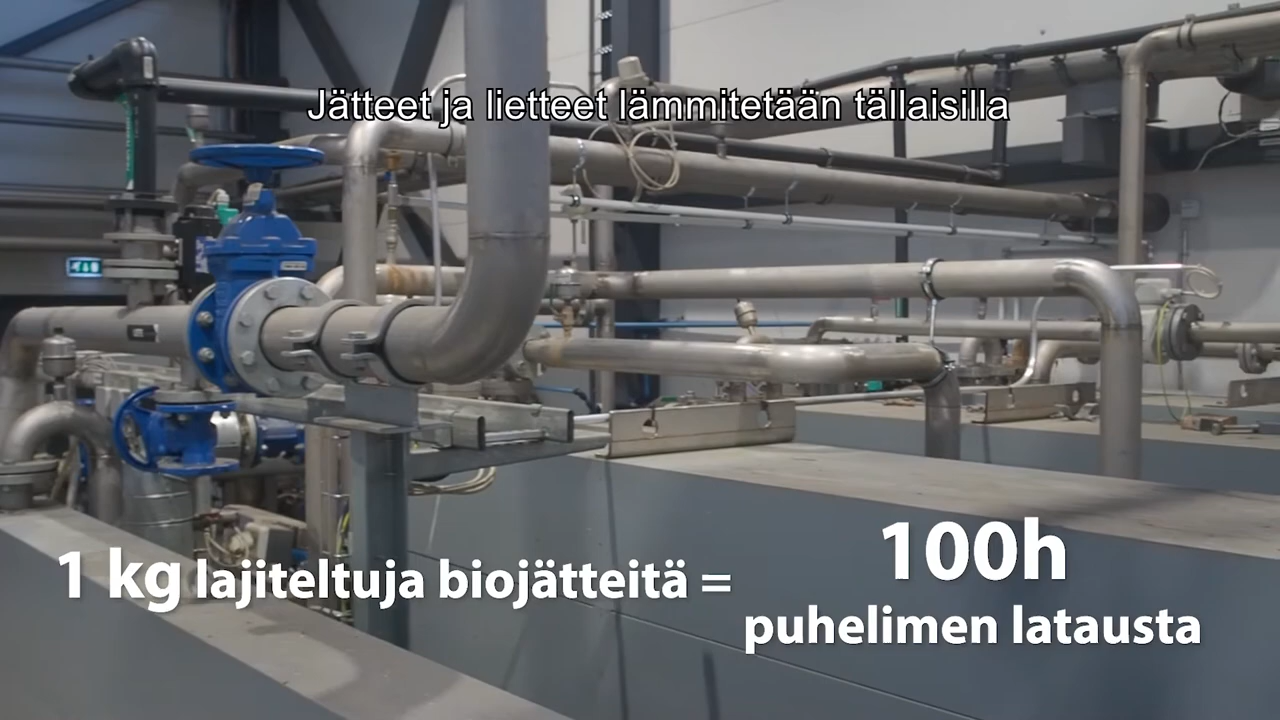 Jätteet ja lietteet lämmitetään tällaisilla
1 kg lajiteltuja biojätteitä =
100h
puhelimen latausta